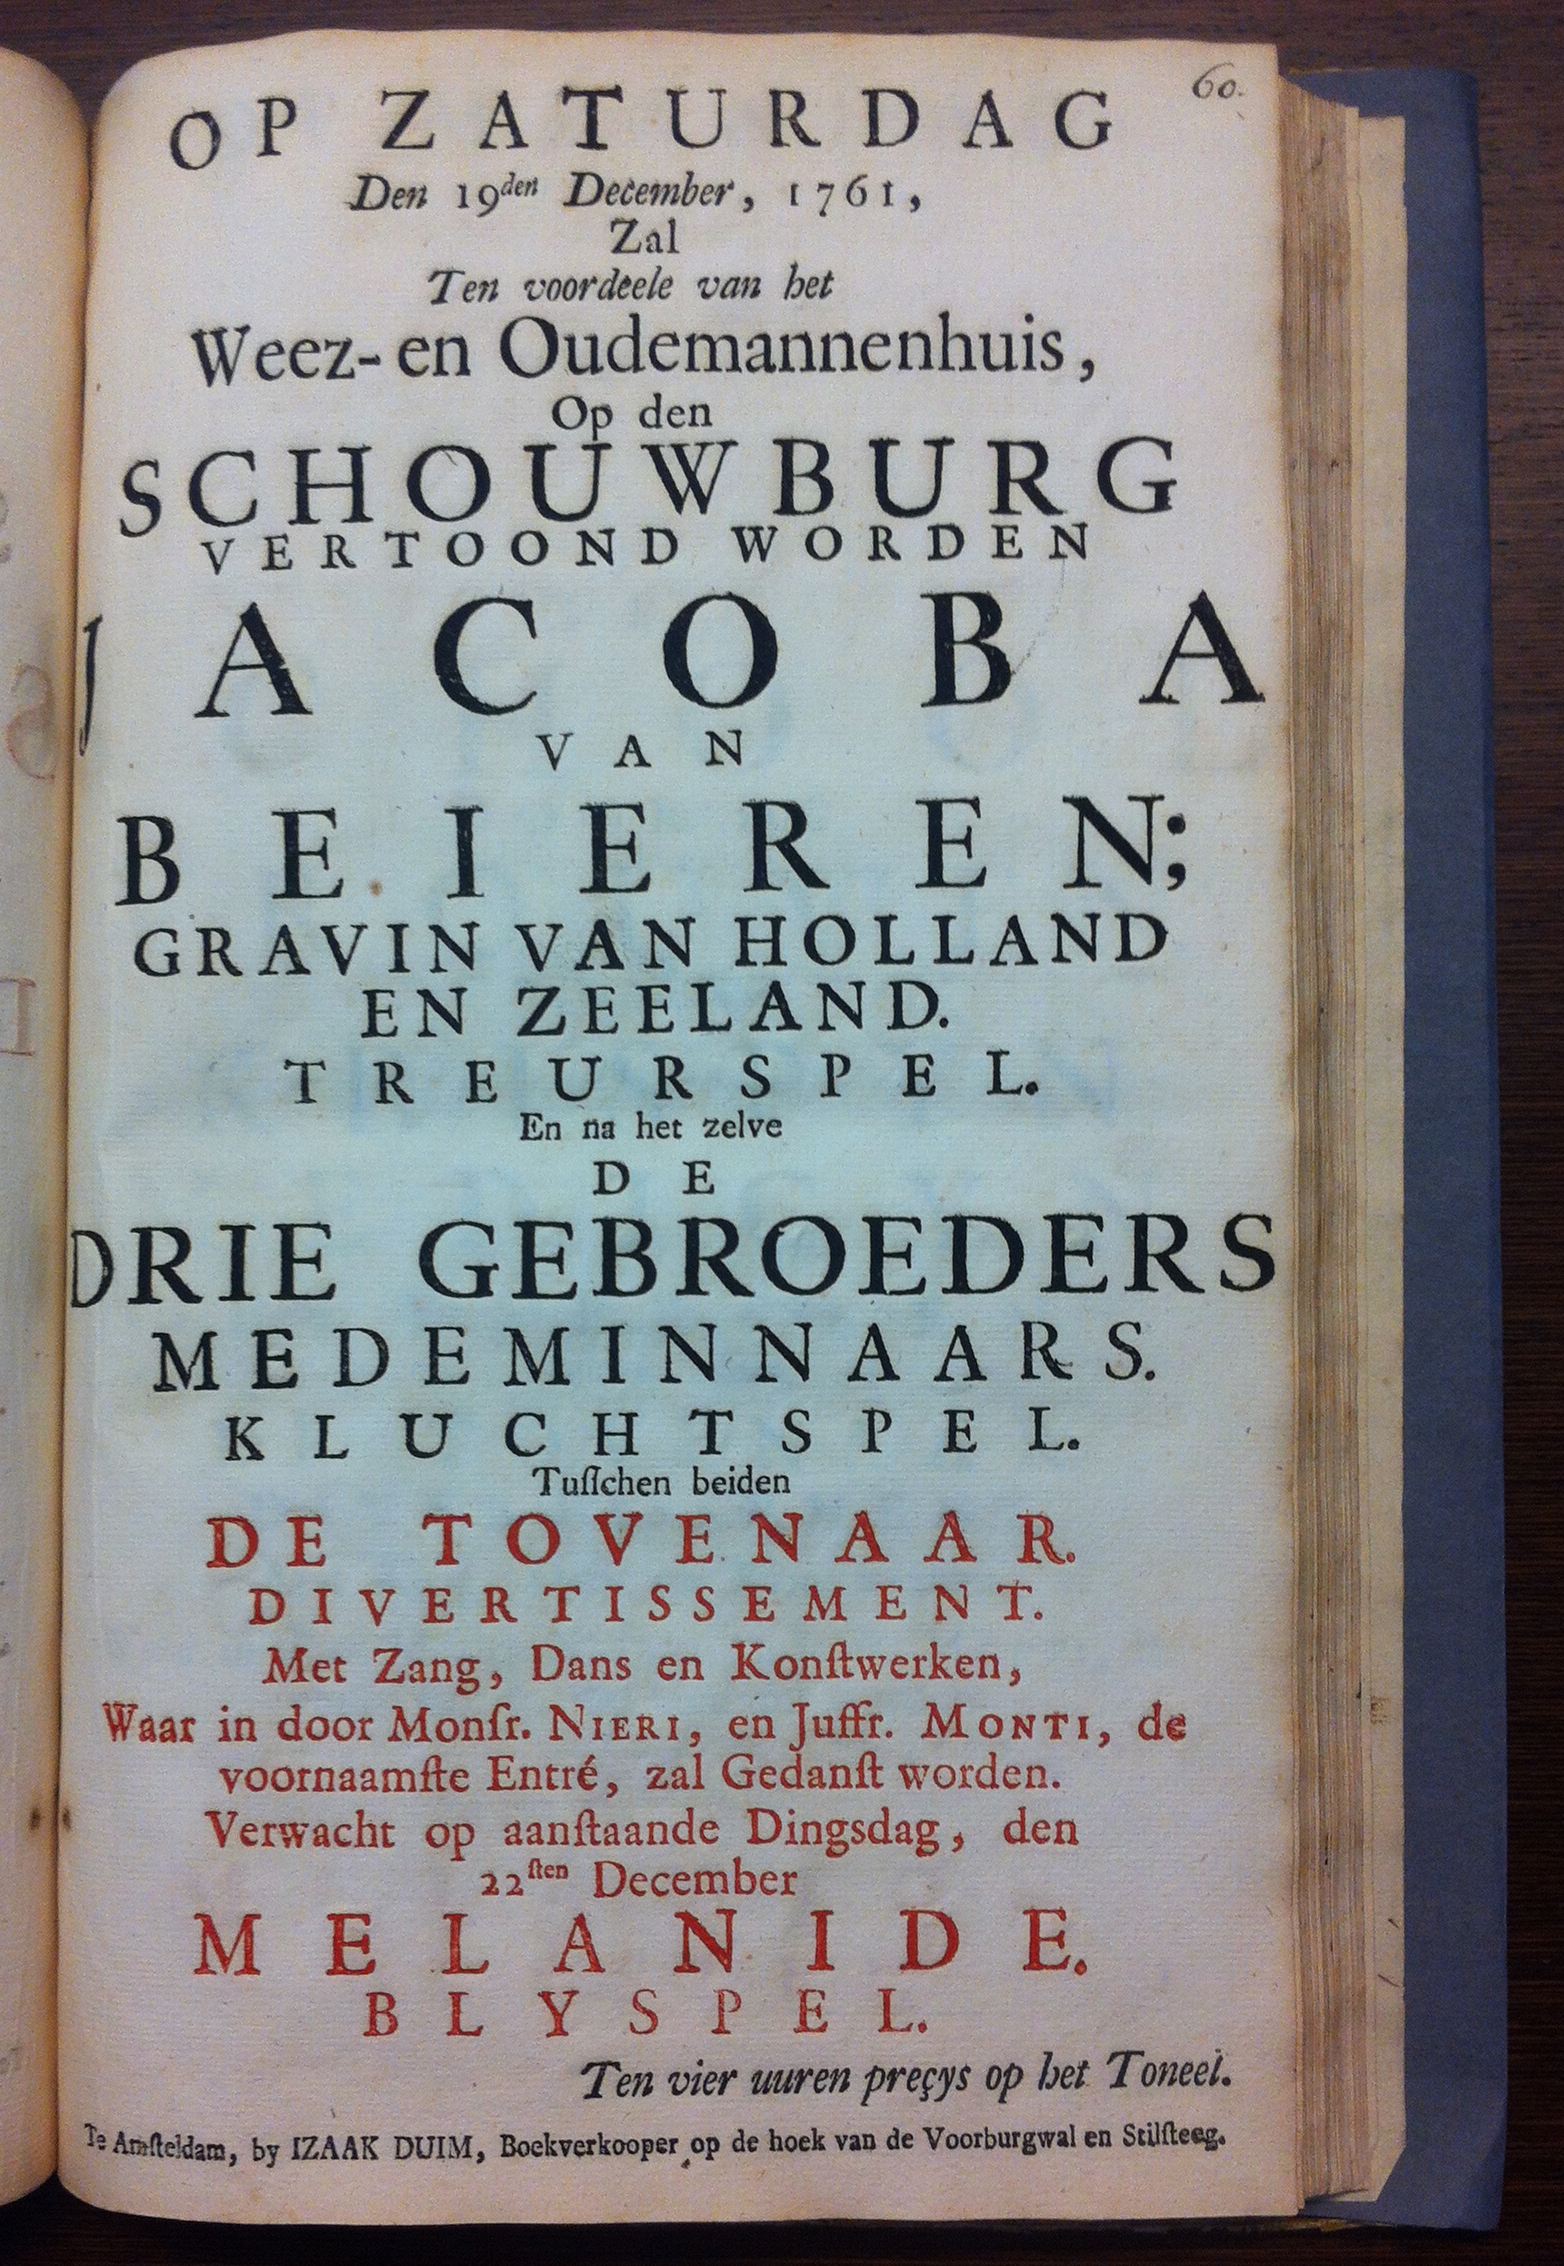 60.
OP ZATURDAG
Den 19den December, 1761,
Zal
Ten voordeele van het
Weez- en Oudemannenhuis,
Op den
SCHOUWBURG
VERTOOND WORDEN
JACOBA
VAN
BEIEREN;
GRAVIN VAN HOLLAND
EN ZEELAND.
TREURSPEL.
En na het zelve
DE
DRIE GEBROEDERS
MEDEMINNAARS.
KLUCHTSPEL.
Tuſſchen beiden
DE TOVENAAR.
DIVERTISSEMENT.
Met Zang, Dans en Konſtwerken,
Waar in door Monſr. NIERI, en Juffr. MONTI, de
voornaamſte Entré, zal Gedanſt worden.
Verwacht op aanſtaande Dingsdag, den
22ſten December
MELANIDE.
BLYSPEL.
Ten vier uuren preçys op het Toneel.
Te Amſteldam, by IZAAK DUIM, Boekverkooper op de hoek van de Voorburgwal en Stilſteeg.